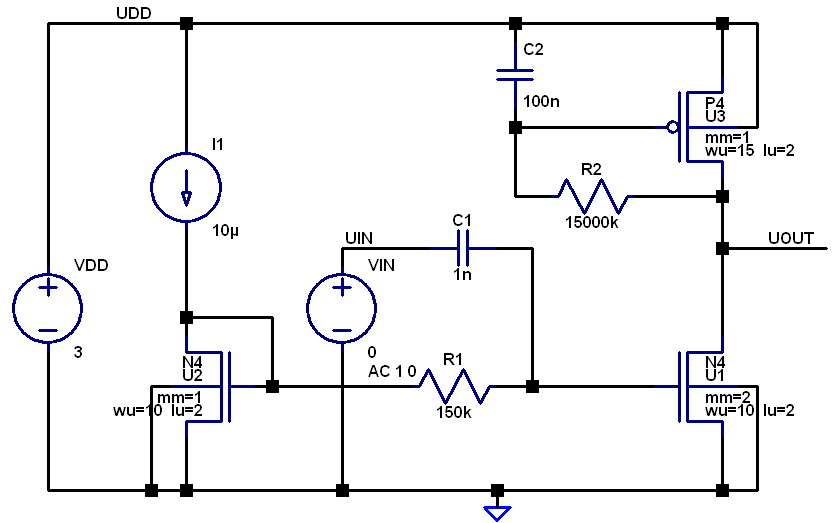 UDD
C2
100n
P4
U3
mm=1
wu=15 lu=2
I1
10µ
R2
15000k
C1
1n
UIN
VIN
UOUT
VDD
3
0
AC 1 0
N4
U2
mm=1
wu=10 lu=2
R1
150k
N4
U1
mm=2
wu=10 lu=2